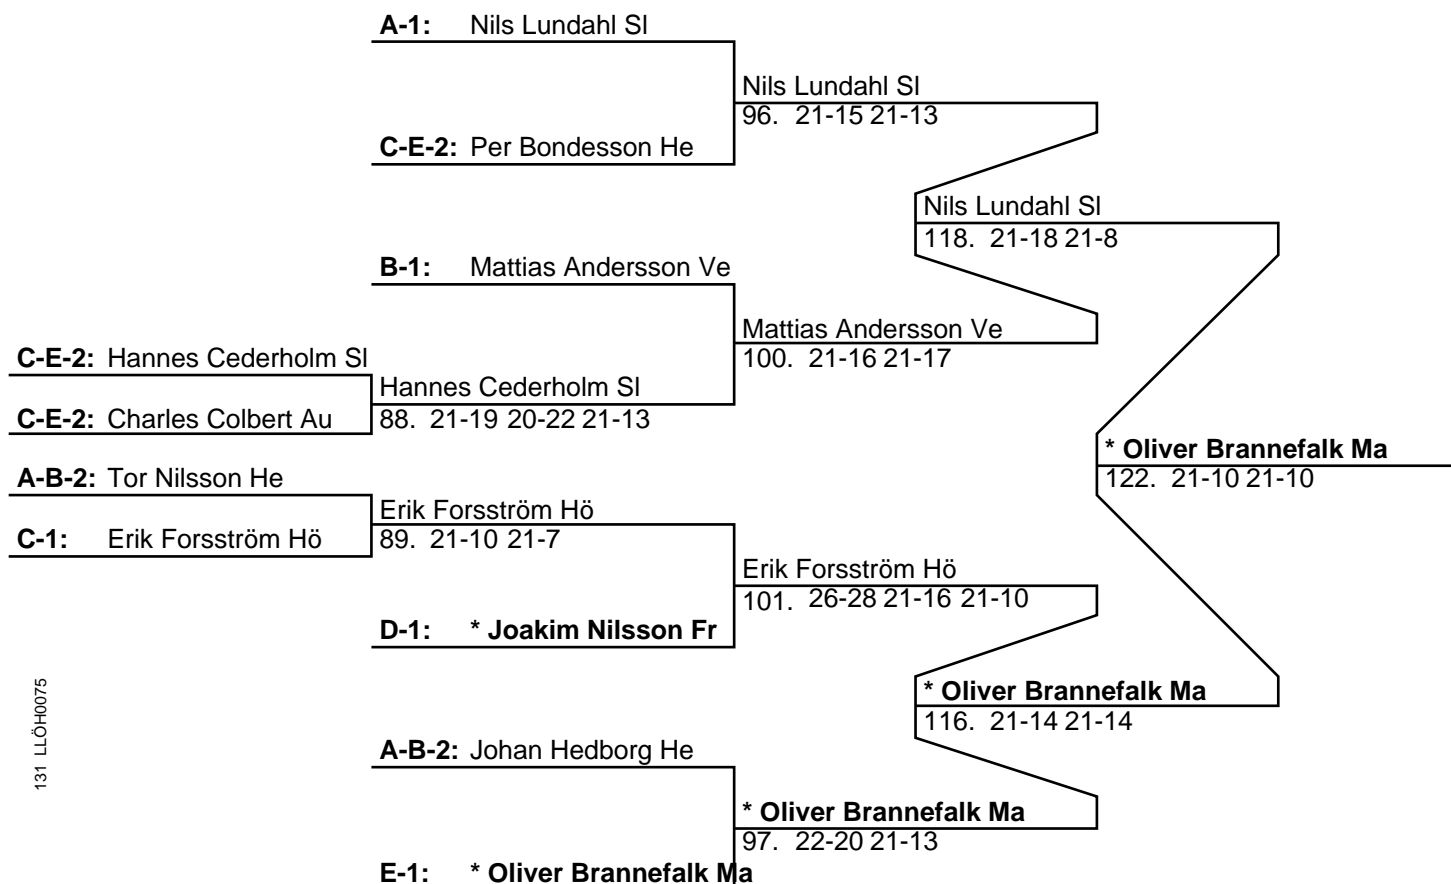 A-1: Nils Lundahl Sl
Nils Lundahl Sl
96. 21-15 21-13
C-E-2: Per Bondesson He
Nils Lundahl Sl
118. 21-18 21-8
B-1: Mattias Andersson Ve
Mattias Andersson Ve
100. 21-16 21-17
C-E-2: Hannes Cederholm Sl
Hannes Cederholm Sl
88. 21-19 20-22 21-13
C-E-2: Charles Colbert Au
* Oliver Brannefalk Ma
122. 21-10 21-10
A-B-2: Tor Nilsson He
Erik Forsström Hö
89. 21-10 21-7
C-1: Erik Forsström Hö
Erik Forsström Hö
101. 26-28 21-16 21-10
D-1: * Joakim Nilsson Fr
* Oliver Brannefalk Ma
116. 21-14 21-14
131 LLÖH0075
A-B-2: Johan Hedborg He
* Oliver Brannefalk Ma
97. 22-20 21-13
E-1: * Oliver Brannefalk Ma